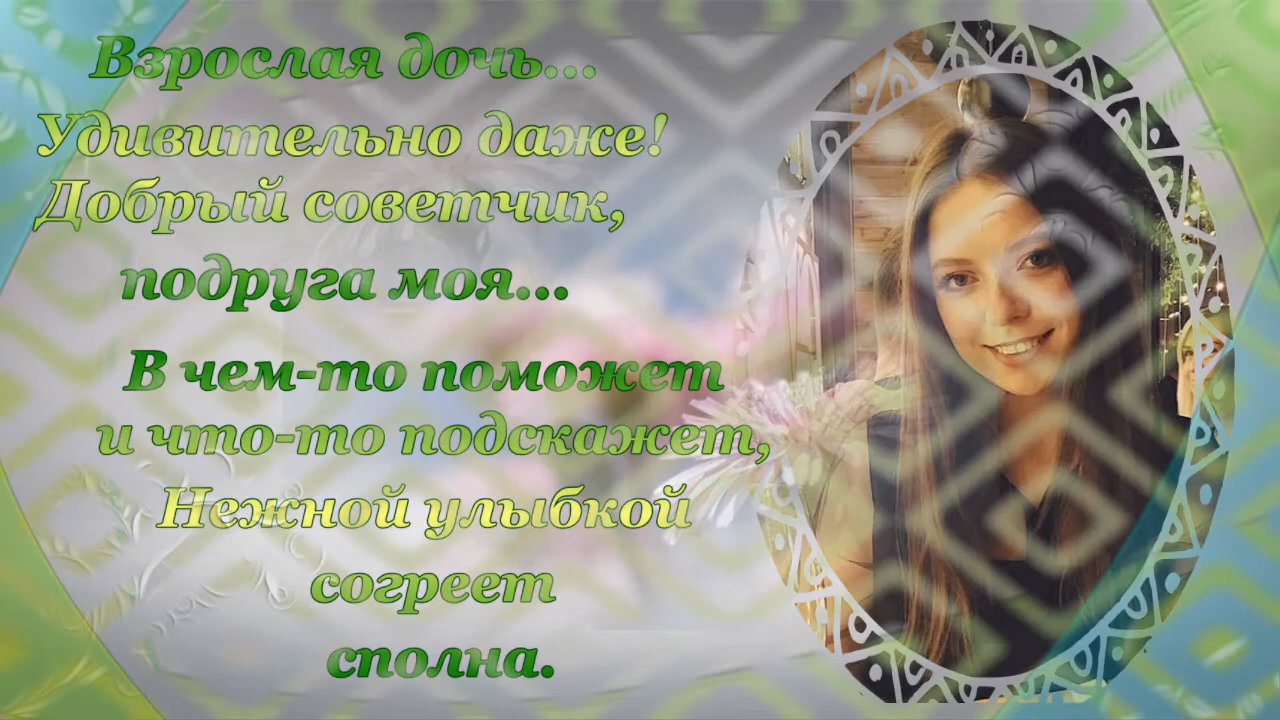 Взрослая дочь...
Удивительно даже!
Добрый советчик,
подруга моя...
В чем-то поможет
и что-то подскажет,
Нежной улыбкой
согреет
сполна.